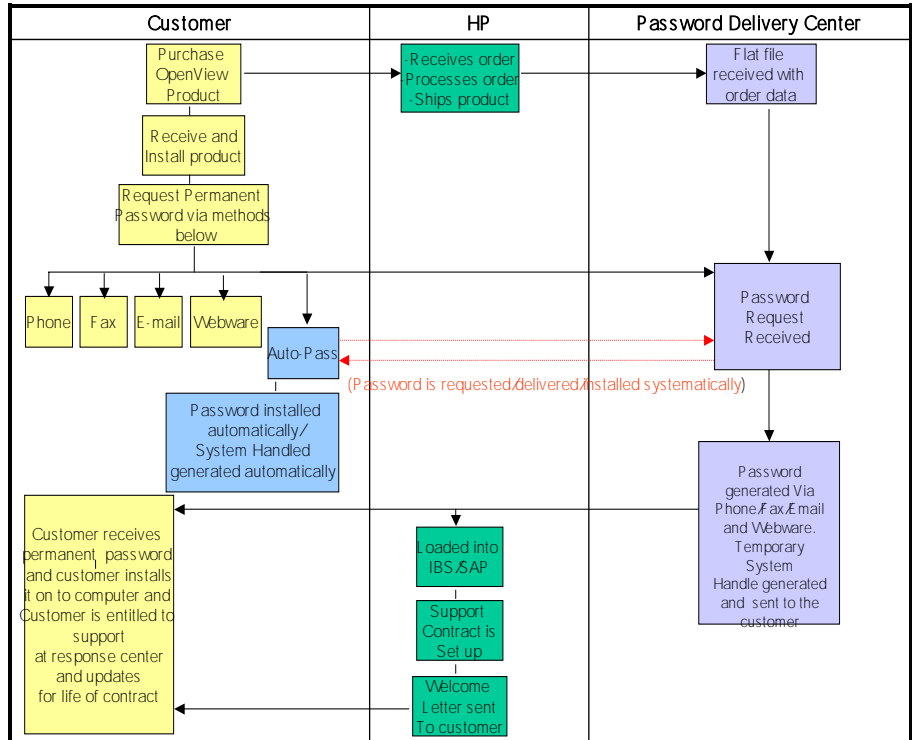 Customer
HP
Password Delivery Center
Purchase
OpenView
Product
-Receives order
-Processes order
-Ships product
Flat file
received with
order data
Receive and
Install product
Request Permanent
Password via methods
below
Phone
Fax
E-mail
Webware
Auto-Pass
Password
Request
Received
(Password is requested/delivered/installed systematically)
Password installed
automatically/
System Handled
generated automatically
Password
generated Via
Phone/Fax/Email
and Webware.
Temporary
System
Handle generated
and sent to the
customer
Customer receives
permanent password
and customer installs
it on to computer and
Customer is entitled to
support
at response center
and updates
for life of contract
Loaded into
IBS/SAP
Support
Contract is
Set up
Welcome
Letter sent
To customer